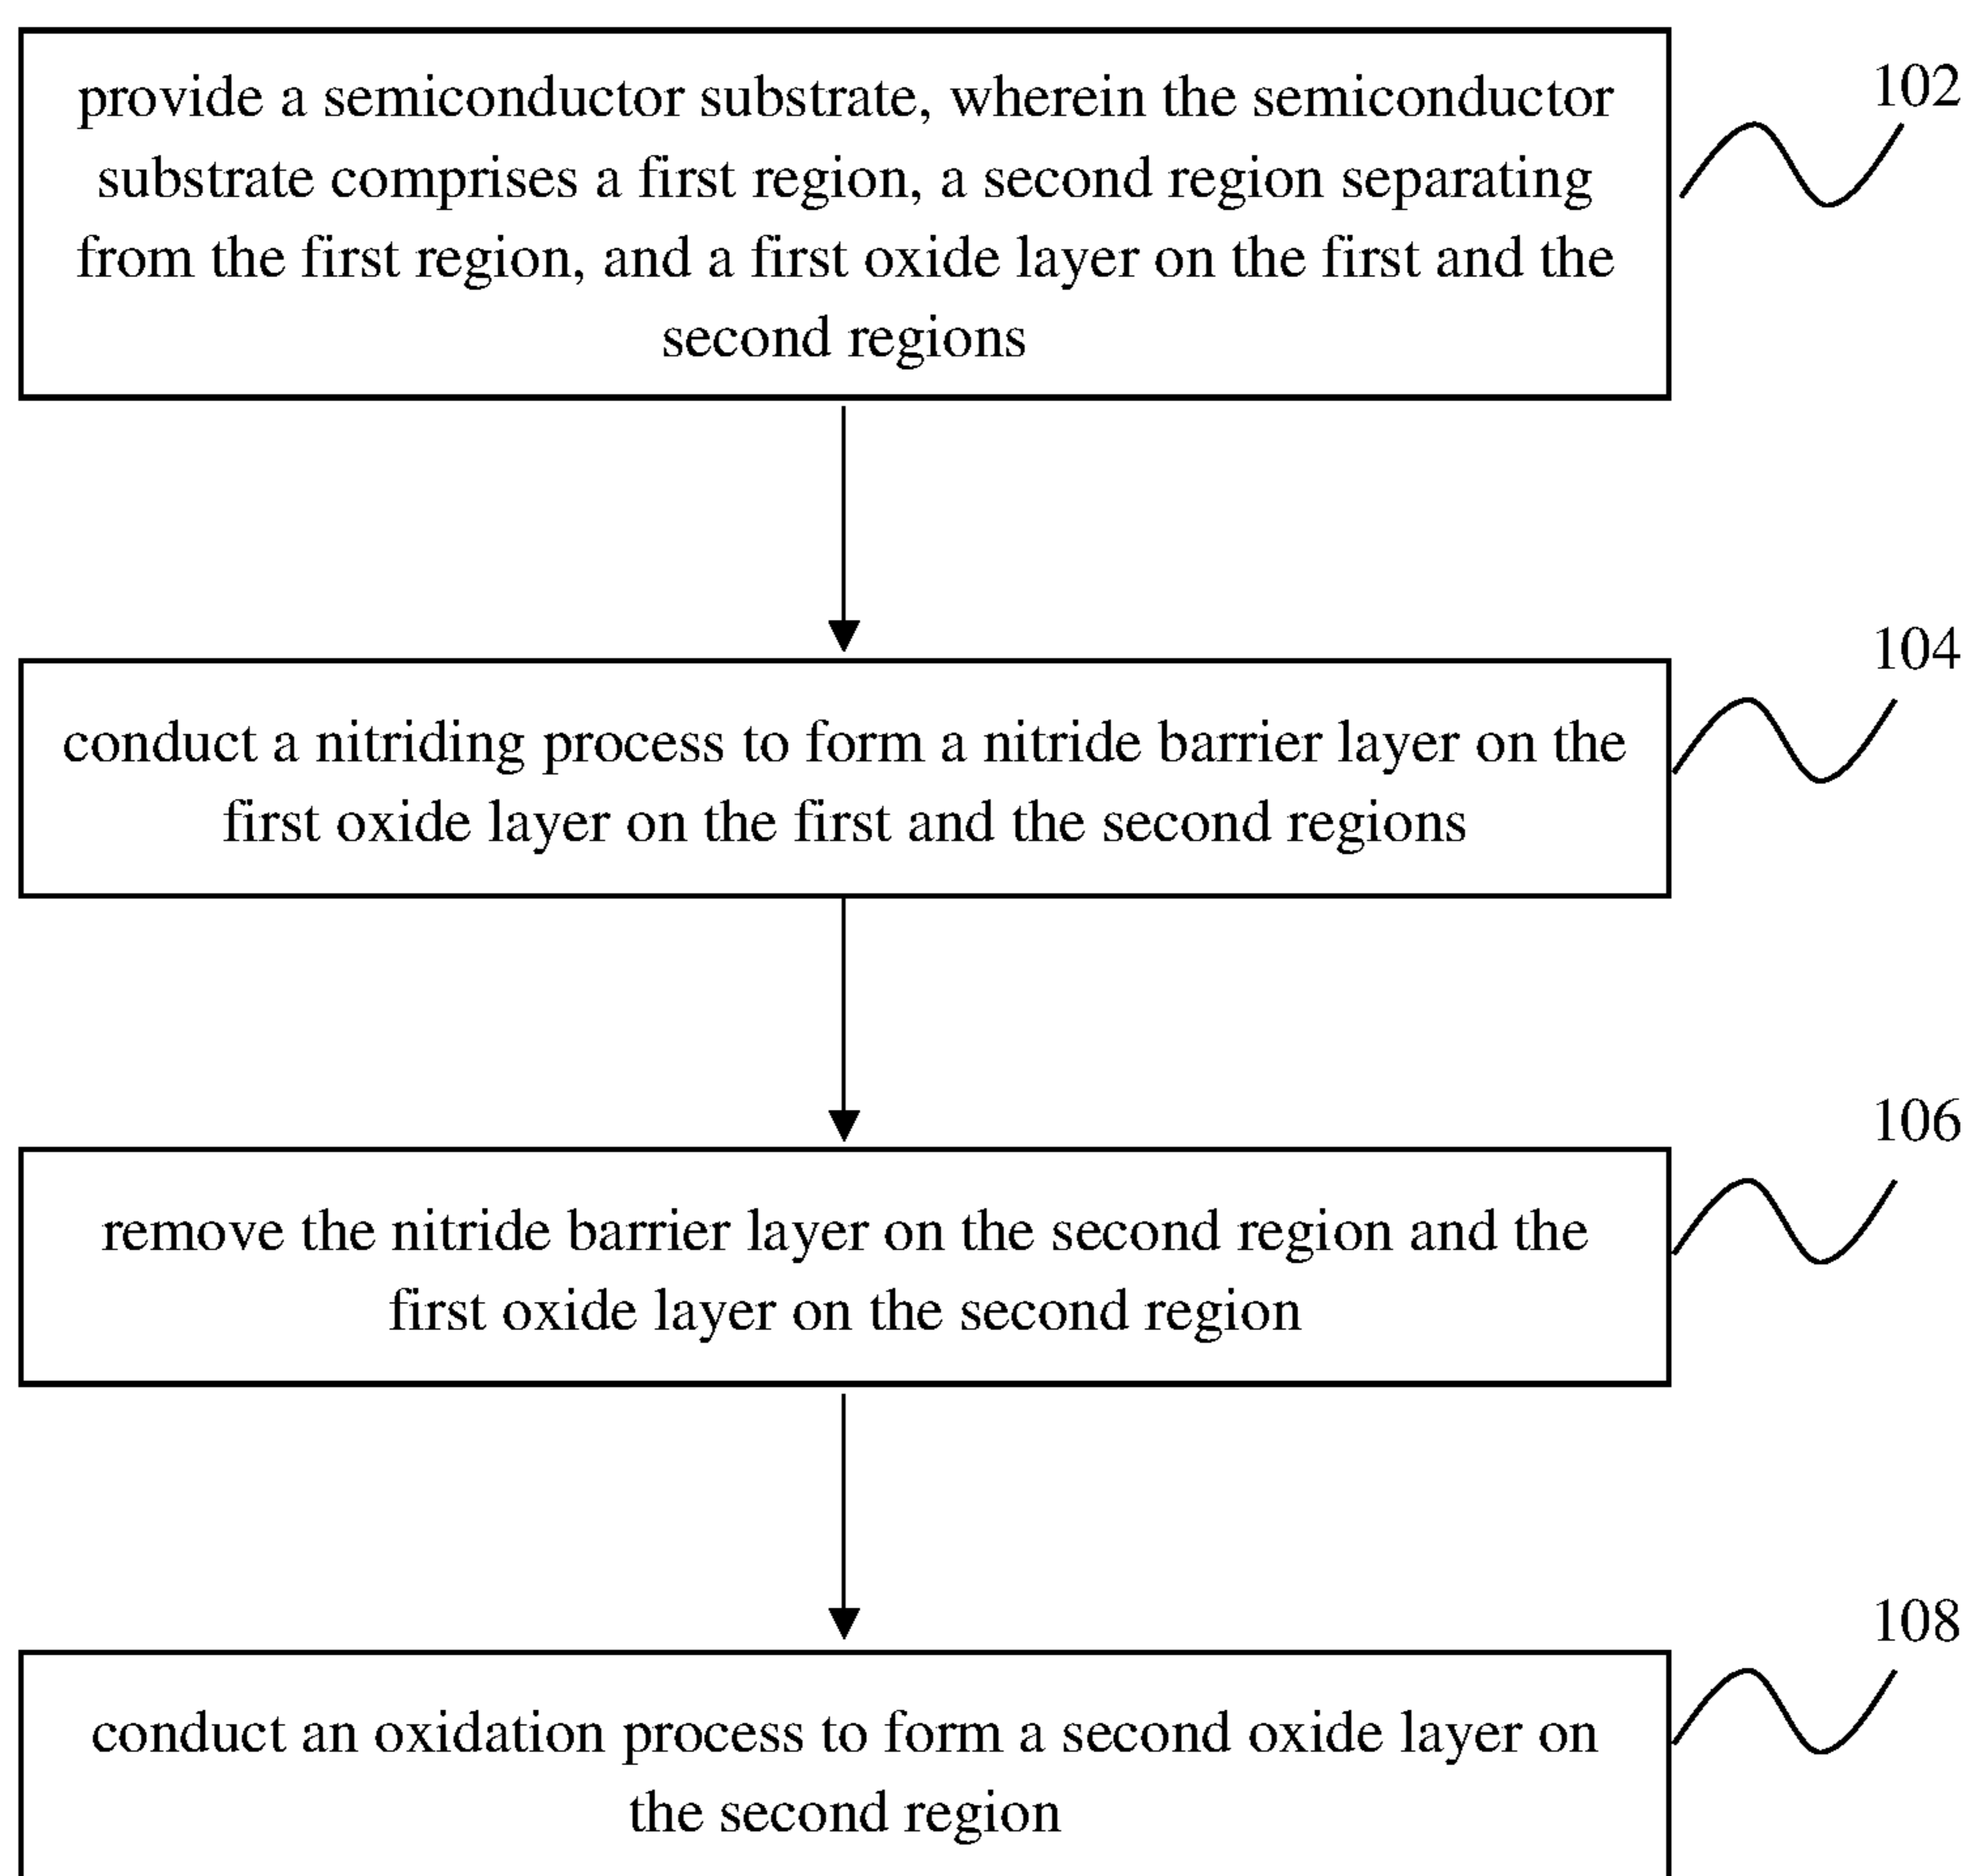 provide a semiconductor substrate, wherein the semiconductor
substrate comprises a first region, a second region separating
from the first region, and a first oxide layer on the first and the
second regions
102
conduct a nitriding process to form a nitride barrier layer on the
first oxide layer on the first and the second regions
104
remove the nitride barrier layer on the second region and the
first oxide layer on the second region
106
conduct an oxidation process to form a second oxide layer on
the second region
108